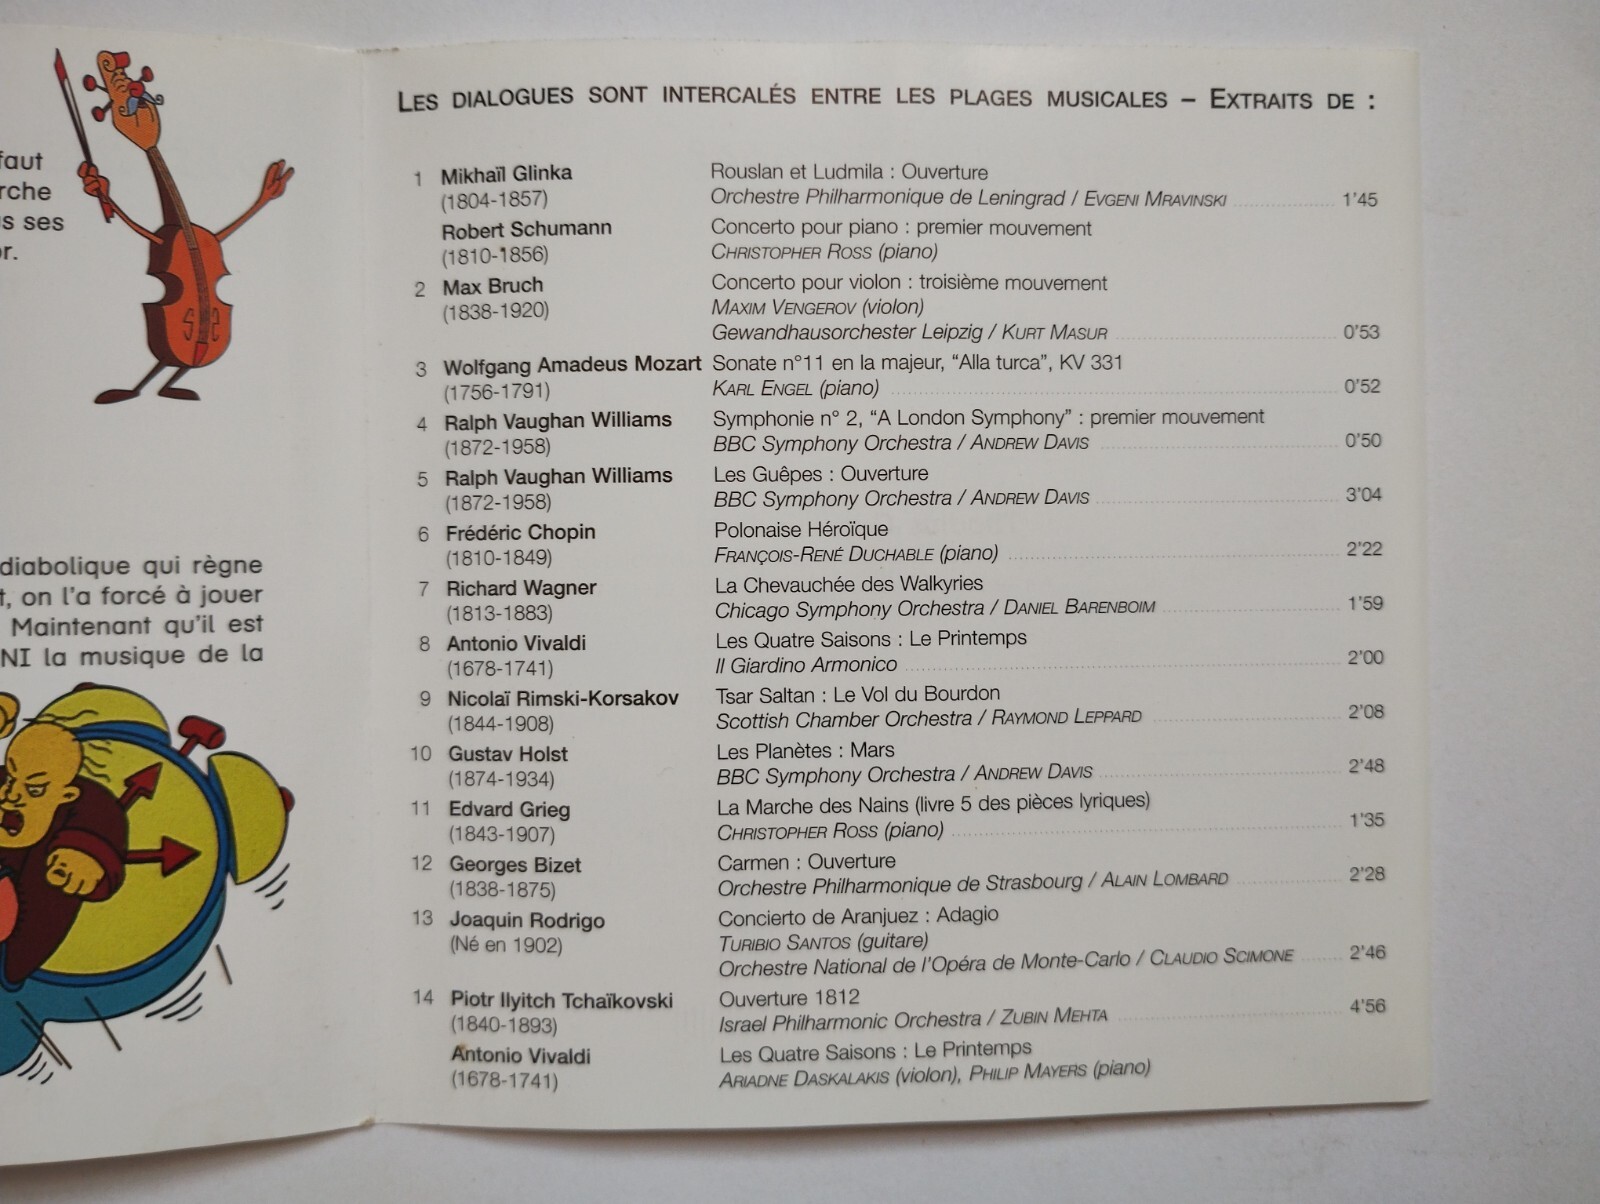 faut
rche
s ses
r.
diabolique qui règne
t, on l'a forcé à jouer
Maintenant qu'il est
NI la musique de la
LES DIALOGUES SONT INTERCALÉS ENTRE LES PLAGES MUSICALES – EXTRAITS DE :
1 Mikhaïl Glinka Rouslan et Ludmila : Ouverture
(1804-1857) Orchestre Philharmonique de Leningrad / EVGENI MRAVINSKI 1'45
Robert Schumann Concerto pour piano : premier mouvement
(1810-1856) CHRISTOPHER ROSS (piano)
2 Max Bruch Concerto pour violon : troisième mouvement
(1838-1920) MAXIM VENGEROV (violon)
Gewandhausorchester Leipzig / KURT MASUR 0'53
3 Wolfgang Amadeus Mozart Sonate n°11 en la majeur, “Alla turca”, KV 331
(1756-1791) KARL ENGEL (piano) 0'52
4 Ralph Vaughan Williams Symphonie n° 2, “A London Symphony” : premier mouvement
(1872-1958) BBC Symphony Orchestra / ANDREW DAVIS 0'50
5 Ralph Vaughan Williams Les Guêpes : Ouverture
(1872-1958) BBC Symphony Orchestra / ANDREW DAVIS 3'04
6 Frédéric Chopin Polonaise Héroïque
(1810-1849) FRANÇOIS-RENÉ DUCHABLE (piano) 2'22
7 Richard Wagner La Chevauchée des Walkyries
(1813-1883) Chicago Symphony Orchestra / DANIEL BARENBOIM 1'59
8 Antonio Vivaldi Les Quatre Saisons : Le Printemps
(1678-1741) Il Giardino Armonico 2'00
9 Nicolaï Rimski-Korsakov Tsar Saltan : Le Vol du Bourdon
(1844-1908) Scottish Chamber Orchestra / RAYMOND LEPPARD 2'08
10 Gustav Holst Les Planètes : Mars
(1874-1934) BBC Symphony Orchestra / ANDREW DAVIS 2'48
11 Edvard Grieg La Marche des Nains (livre 5 des pièces lyriques)
(1843-1907) CHRISTOPHER ROSS (piano) 1'35
12 Georges Bizet Carmen : Ouverture
(1838-1875) Orchestre Philharmonique de Strasbourg / ALAIN LOMBARD 2'28
13 Joaquin Rodrigo Concierto de Aranjuez : Adagio
(Né en 1902) TURIBIO SANTOS (guitare)
Orchestre National de l'Opéra de Monte-Carlo / CLAUDIO SCIMONE 2'46
14 Piotr Ilyitch Tchaïkovski Ouverture 1812
(1840-1893) Israel Philharmonic Orchestra / ZUBIN MEHTA 4'56
Antonio Vivaldi Les Quatre Saisons : Le Printemps
(1678-1741) ARIADNE DASKALAKIS (violon), PHILIP MAYERS (piano)